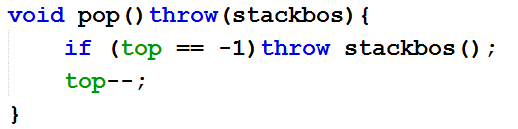 void pop()throw(stackbos){
if (top == -1)throw stackbos();
top--;
}